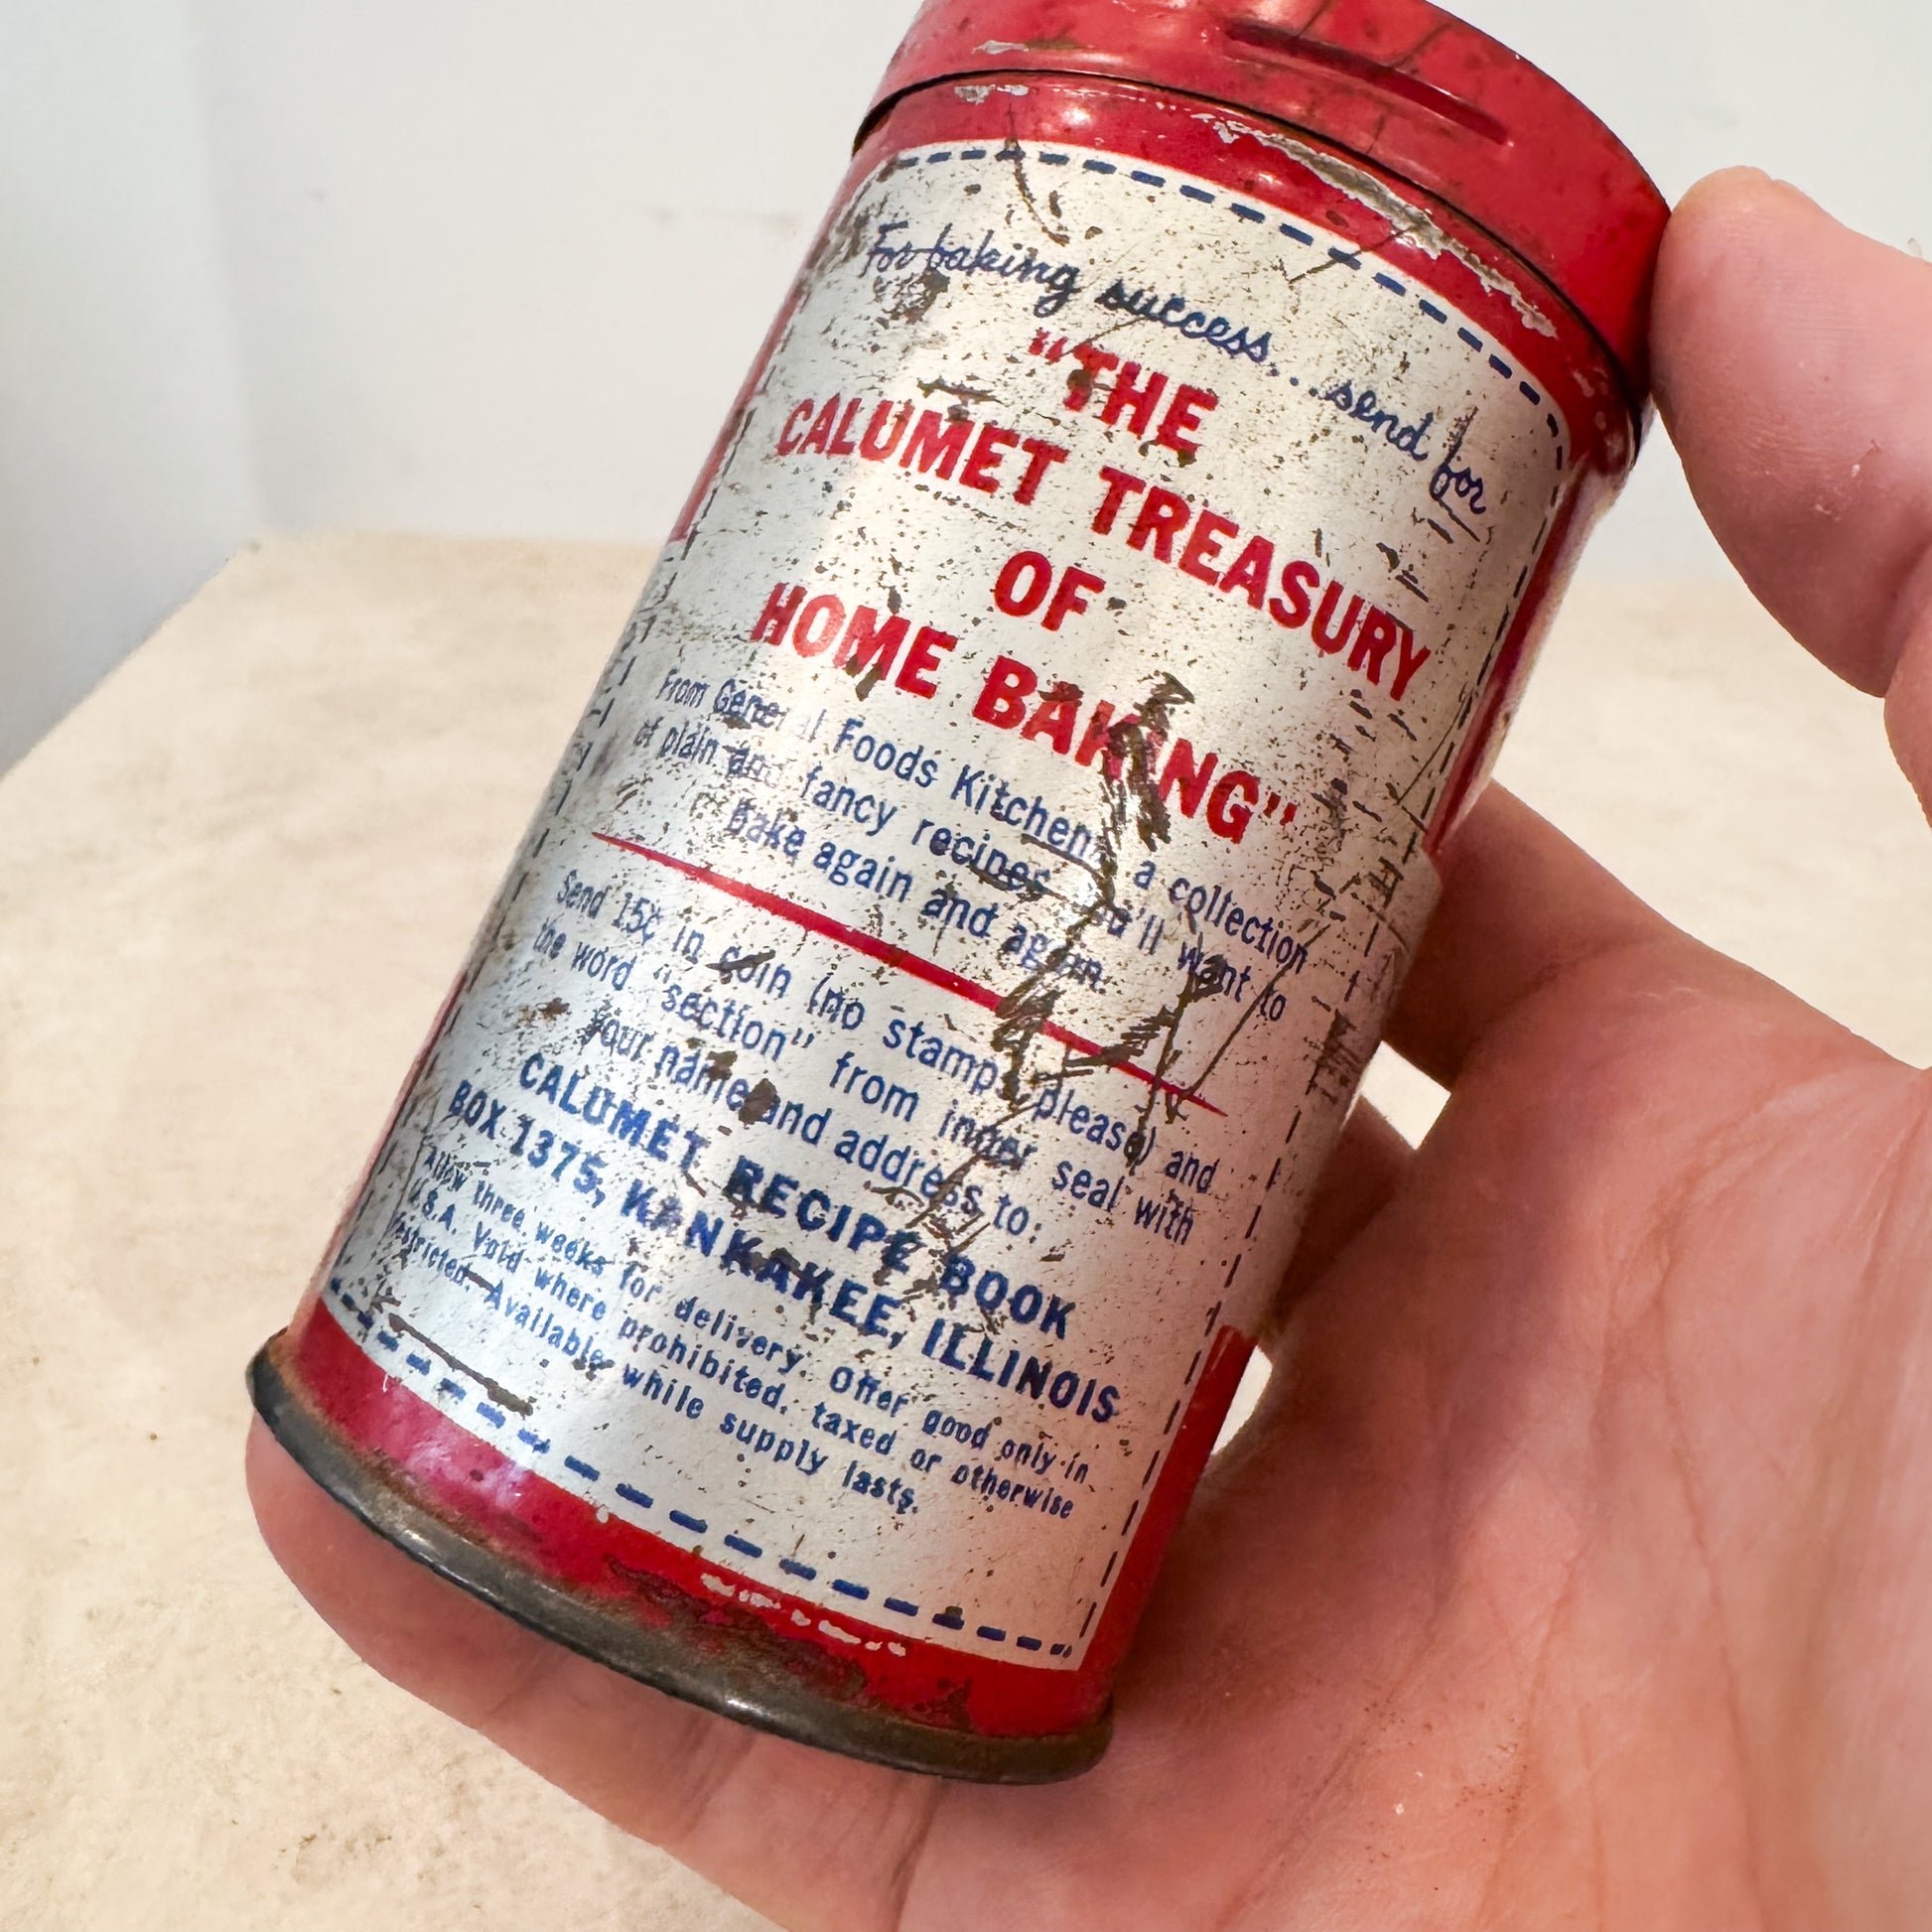 For baking success...send for
"THE
CALUMET TREASURY
OF
HOME BAKING"
From General Foods Kitchens, a collection
of plain and fancy recipes you'll want to
bake again and again.
Send 15¢ in coin (no stamps, please) and
the word "section" from inner seal with
your name and address to:
CALUMET RECIPE BOOK
BOX 1375, KANKAKEE, ILLINOIS
Allow three weeks for delivery. Offer good only in
U.S.A. Void where prohibited, taxed or otherwise
restricted. Available while supply lasts.